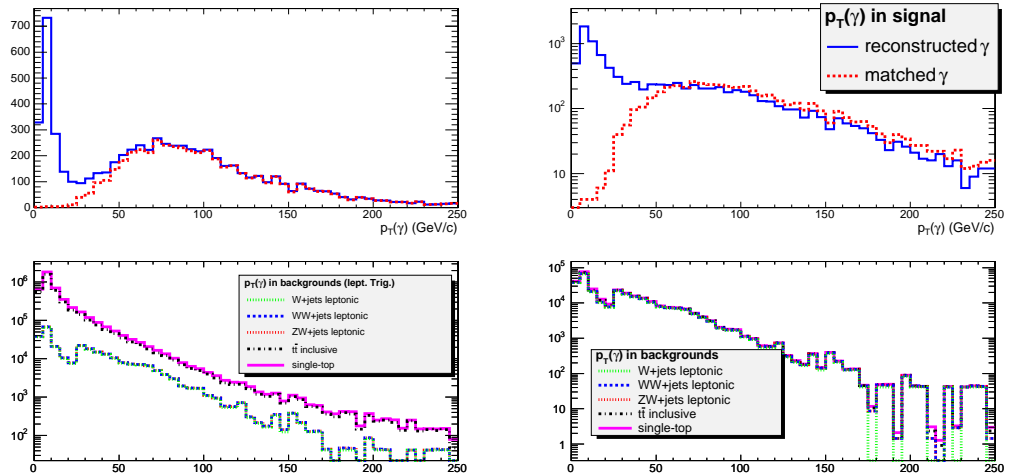 700
600
500
400
300
200
100
0
0 50 100 150 200 250
p_T(γ) (GeV/c)
10^3
10^2
10
0 50 100 150 200 250
p_T(γ) (GeV/c)
p_T(γ) in signal
reconstructed γ
matched γ
10^6
10^5
10^4
10^3
10^2
0 50 100 150 200 250
p_T(γ) in backgrounds (lept. Trig.)
W+jets leptonic
WW+jets leptonic
ZW+jets leptonic
tt̄ inclusive
single-top
10^5
10^4
10^3
10^2
10
1
0 50 100 150 200 250
p_T(γ) in backgrounds
W+jets leptonic
WW+jets leptonic
ZW+jets leptonic
tt̄ inclusive
single-top